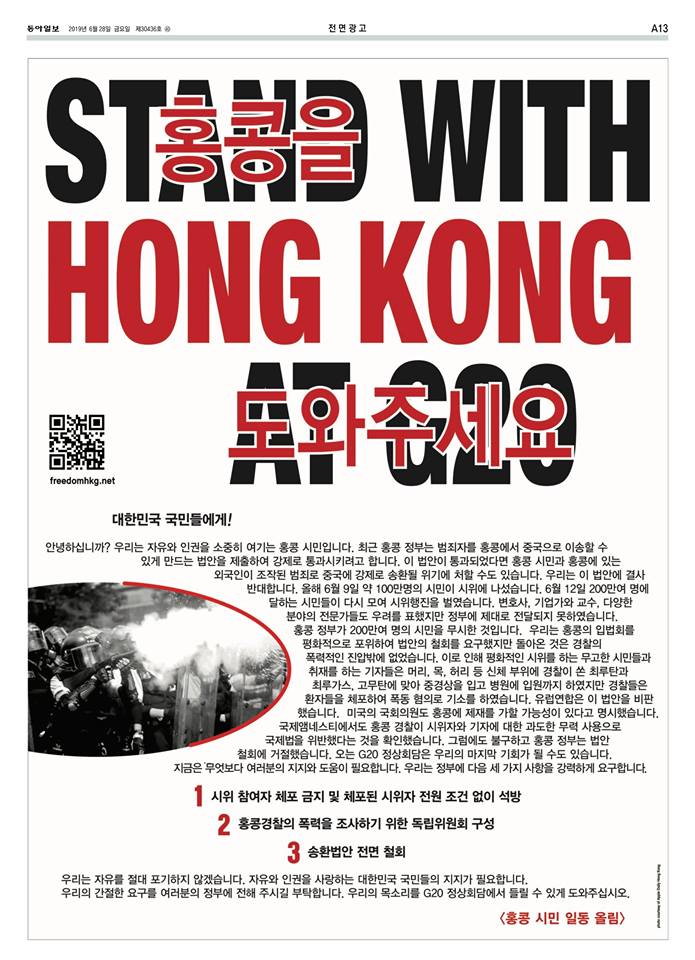 동아일보 2019년 6월 28일 금요일 제30436호
전면광고
A13
STAND WITH
홍콩을
HONG KONG
AT G20
도와주세요
freedomhkg.net
대한민국 국민들에게!
안녕하십니까? 우리는 자유와 인권을 소중히 여기는 홍콩 시민입니다. 최근 홍콩 정부는 범죄자를 홍콩에서 중국으로 이송할 수
있게 만드는 법안을 제출하여 강제로 통과시키려고 합니다. 이 법안이 통과되었다면 홍콩 시민과 홍콩에 있는
외국인이 조작된 범죄로 중국에 강제로 송환될 위기에 처할 수도 있습니다. 우리는 이 법안에 결사
반대합니다. 올해 6월 9일 약 100만명의 시민이 시위에 나섰습니다. 6월 12일 200만여 명에
달하는 시민들이 다시 모여 시위행진을 벌였습니다. 변호사, 기업가와 교수, 다양한
분야의 전문가들도 우려를 표했지만 정부에 제대로 전달되지 못하였습니다.
홍콩 정부가 200만여 명의 시민을 무시한 것입니다. 우리는 홍콩의 입법회를
평화적으로 포위하여 법안의 철회를 요구했지만 돌아온 것은 경찰의
폭력적인 진압밖에 없었습니다. 이로 인해 평화적인 시위를 하는 무고한 시민들과
취재를 하는 기자들은 머리, 목, 허리 등 신체 부위에 경찰이 쏜 최루탄과
최루가스, 고무탄에 맞아 중경상을 입고 병원에 입원까지 하였지만 경찰들은
환자들을 체포하여 폭동 혐의로 기소를 하였습니다. 유럽연합은 이 법안을 비판
했습니다. 미국의 국회의원도 홍콩에 제재를 가할 가능성이 있다고 명시했습니다.
국제앰네스티에서도 홍콩 경찰이 시위자와 기자에 대한 과도한 무력 사용으로
국제법을 위반했다는 것을 확인했습니다. 그럼에도 불구하고 홍콩 정부는 법안
철회에 거절했습니다. 오는 G20 정상회담은 우리의 마지막 기회가 될 수도 있습니다.
지금은 무엇보다 여러분의 지지와 도움이 필요합니다. 우리는 정부에 다음 세 가지 사항을 강력하게 요구합니다.
1 시위 참여자 체포 금지 및 체포된 시위자 전원 조건 없이 석방
2 홍콩경찰의 폭력을 조사하기 위한 독립위원회 구성
3 송환법안 전면 철회
우리는 자유를 절대 포기하지 않겠습니다. 자유와 인권을 사랑하는 대한민국 국민들의 지지가 필요합니다.
우리의 간절한 요구를 여러분의 정부에 전해 주시길 부탁합니다. 우리의 목소리를 G20 정상회담에서 들릴 수 있게 도와주십시오.
〈홍콩 시민 일동 올림〉